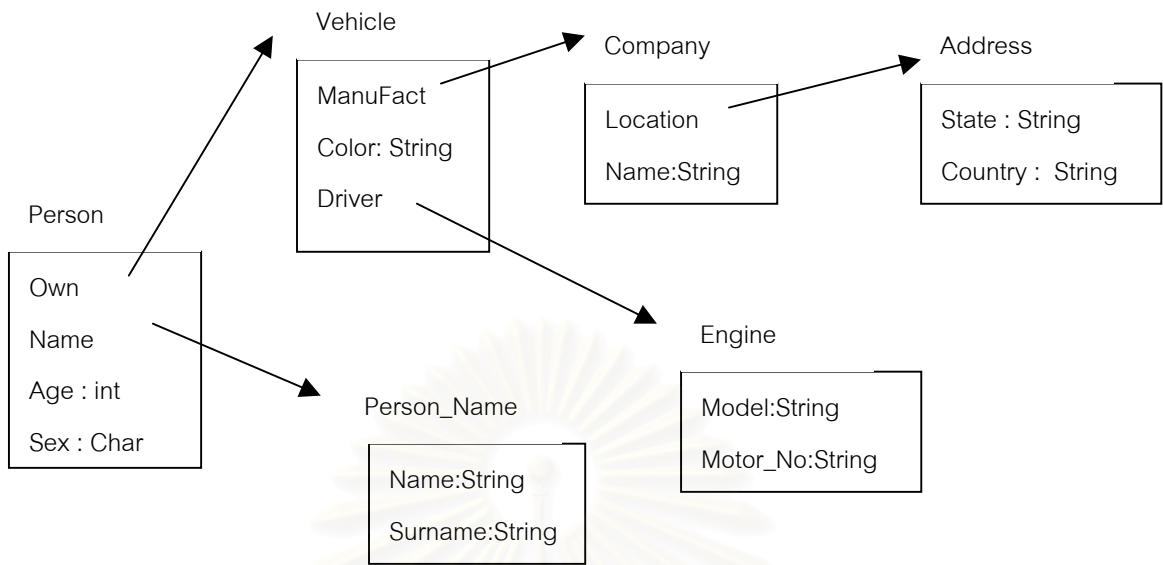 Vehicle
ManuFact
Color: String
Driver
Company
Location
Name:String
Address
State : String
Country :  String
Person
Own
Name
Age : int
Sex : Char
Person_Name
Name:String
Surname:String
Engine
Model:String
Motor_No:String